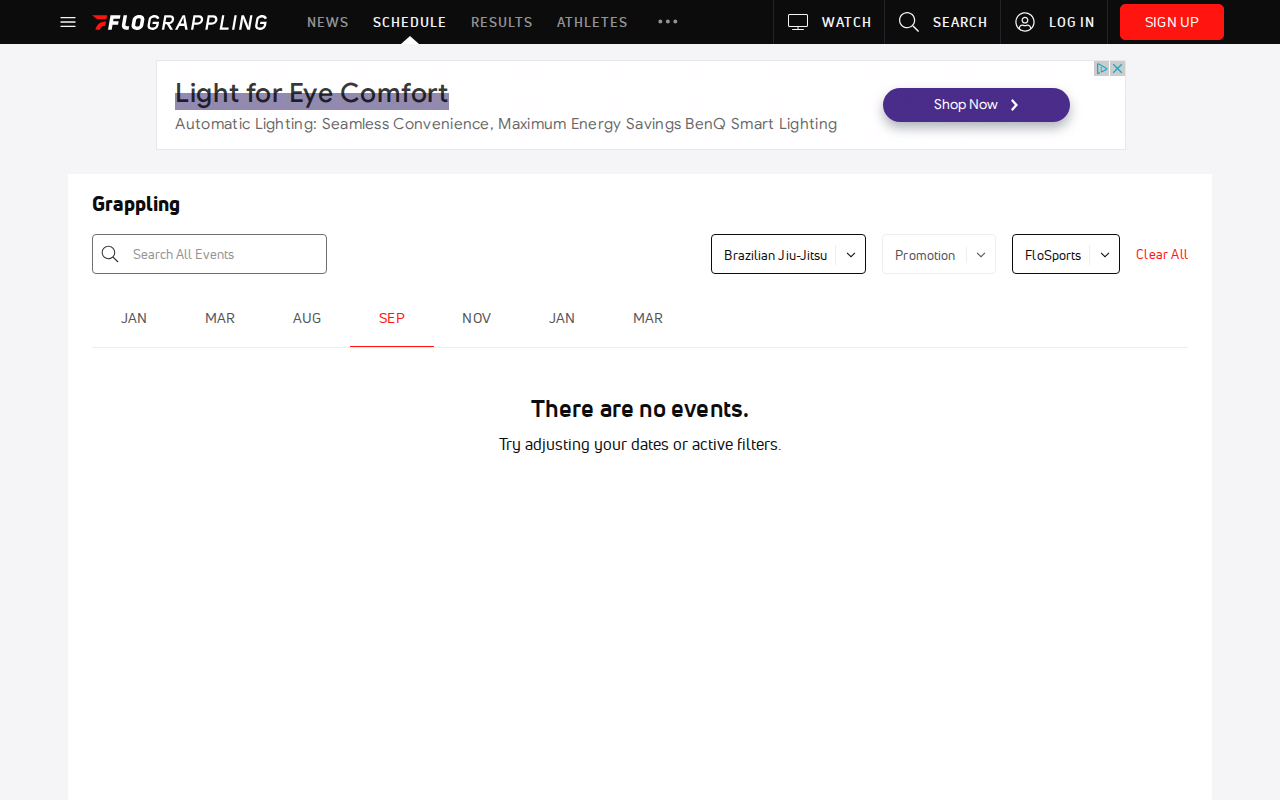 FLOGRAPPLING NEWS SCHEDULE RESULTS ATHLETES WATCH SEARCH LOG IN SIGN UP
Light for Eye Comfort
Automatic Lighting: Seamless Convenience, Maximum Energy Savings BenQ Smart Lighting
Shop Now
Grappling
Search All Events Brazilian Jiu-Jitsu Promotion FloSports Clear All
JAN MAR AUG SEP NOV JAN MAR
There are no events.
Try adjusting your dates or active filters.